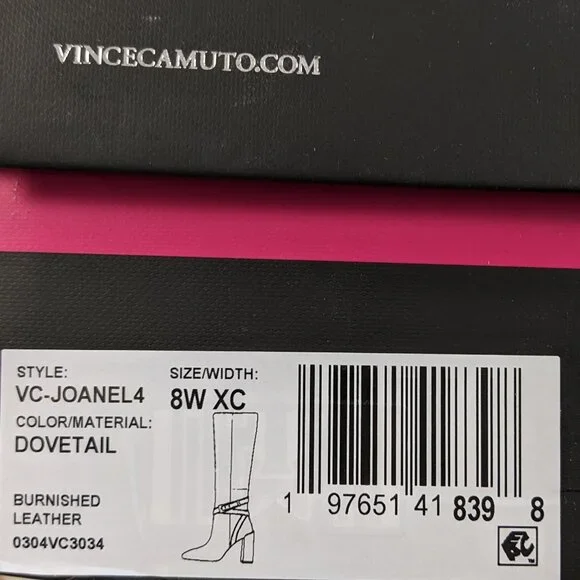 VINCECAMUTO.COM
STYLE:
VC-JOANEL4
COLOR/MATERIAL:
DOVETAIL
BURNISHED
LEATHER
0304VC3034
SIZE/WIDTH:
8W XC
1 97651 41 839 8